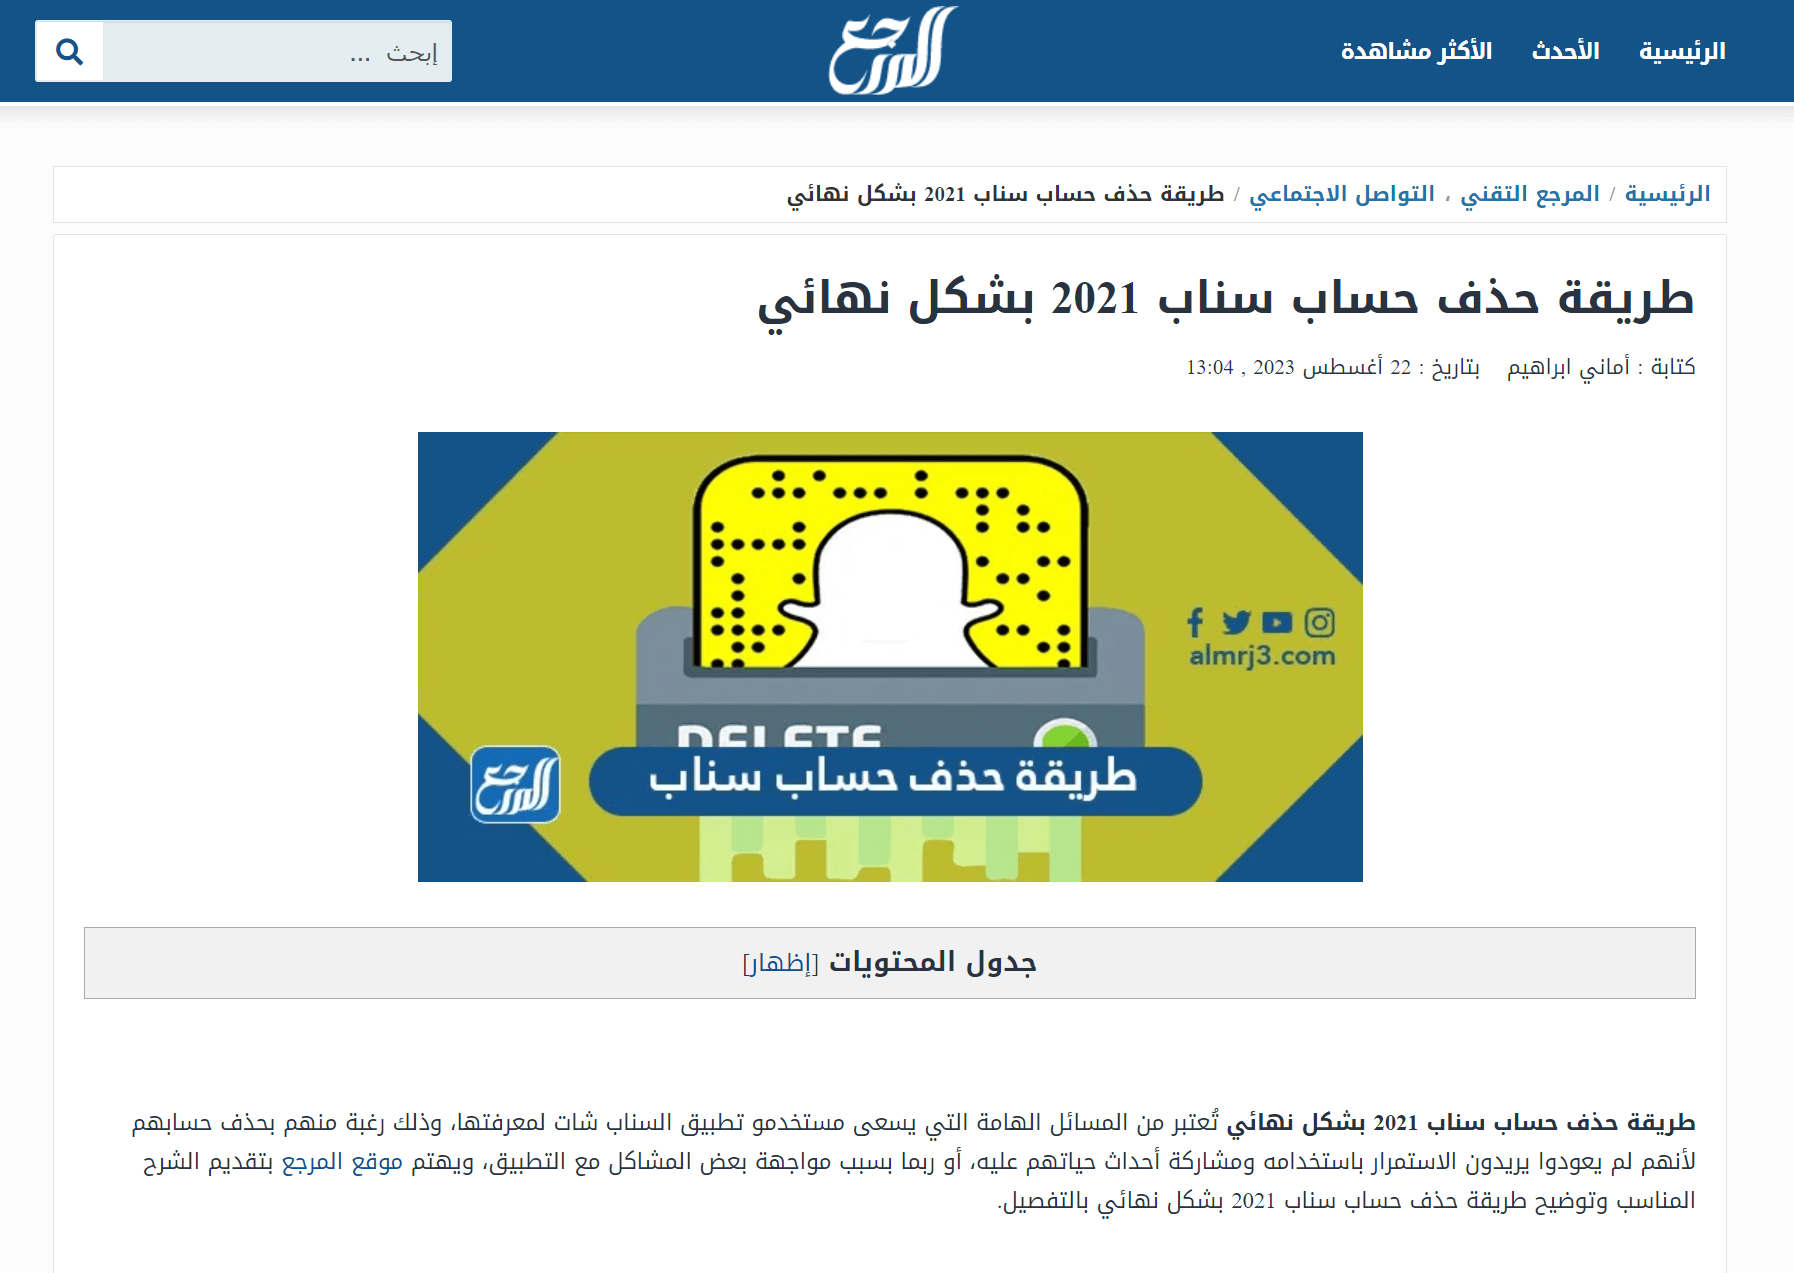 الرئيسية الأحدث الأكثر مشاهدة
المرجع
إبحث ...
الرئيسية / المرجع التقني ، التواصل الاجتماعي / طريقة حذف حساب سناب 2021 بشكل نهائي
طريقة حذف حساب سناب 2021 بشكل نهائي
كتابة : أماني ابراهيم بتاريخ : 22 أغسطس 2023 , 13:04
almrj3.com
DELETE
طريقة حذف حساب سناب
المرجع
جدول المحتويات [إظهار]
طريقة حذف حساب سناب 2021 بشكل نهائي تُعتبر من المسائل الهامة التي يسعى مستخدمو تطبيق السناب شات لمعرفتها، وذلك رغبة منهم بحذف حسابهم
لأنهم لم يعودوا يريدون الاستمرار باستخدامه ومشاركة أحداث حياتهم عليه، أو ربما بسبب مواجهة بعض المشاكل مع التطبيق، ويهتم موقع المرجع بتقديم الشرح
المناسب وتوضيح طريقة حذف حساب سناب 2021 بشكل نهائي بالتفصيل.